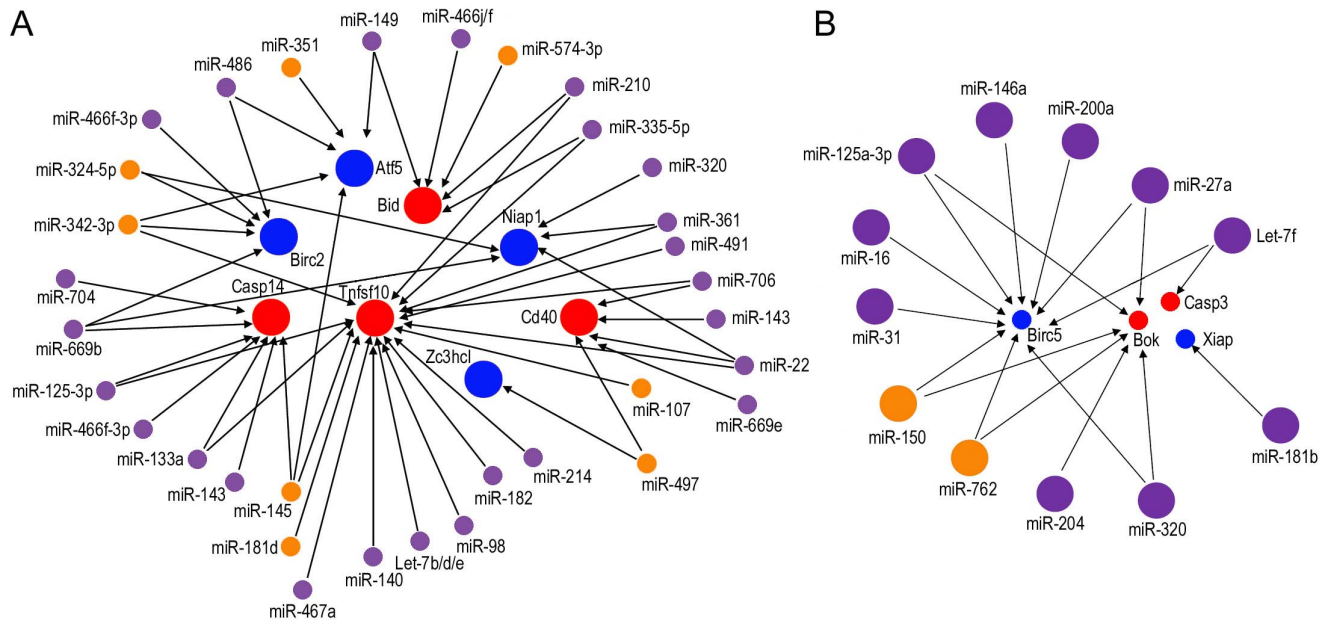 A
miR-149
miR-466j/f
miR-351
miR-574-3p
miR-486
miR-210
miR-466f-3p
miR-335-5p
miR-324-5p
Atf5
miR-320
Bid
miR-342-3p
Niap1
miR-361
miR-491
Birc2
miR-704
Casp14
Tnfsf10
miR-706
Cd40
miR-143
miR-669b
Zc3hcl
miR-22
miR-125-3p
miR-107
miR-669e
miR-466f-3p
miR-133a
miR-214
miR-497
miR-143
miR-182
miR-145
miR-181d
miR-98
Let-7b/d/e
miR-140
miR-467a
B
miR-146a
miR-200a
miR-125a-3p
miR-27a
Let-7f
miR-16
Casp3
miR-31
Birc5
Bok
Xiap
miR-150
miR-181b
miR-762
miR-204
miR-320